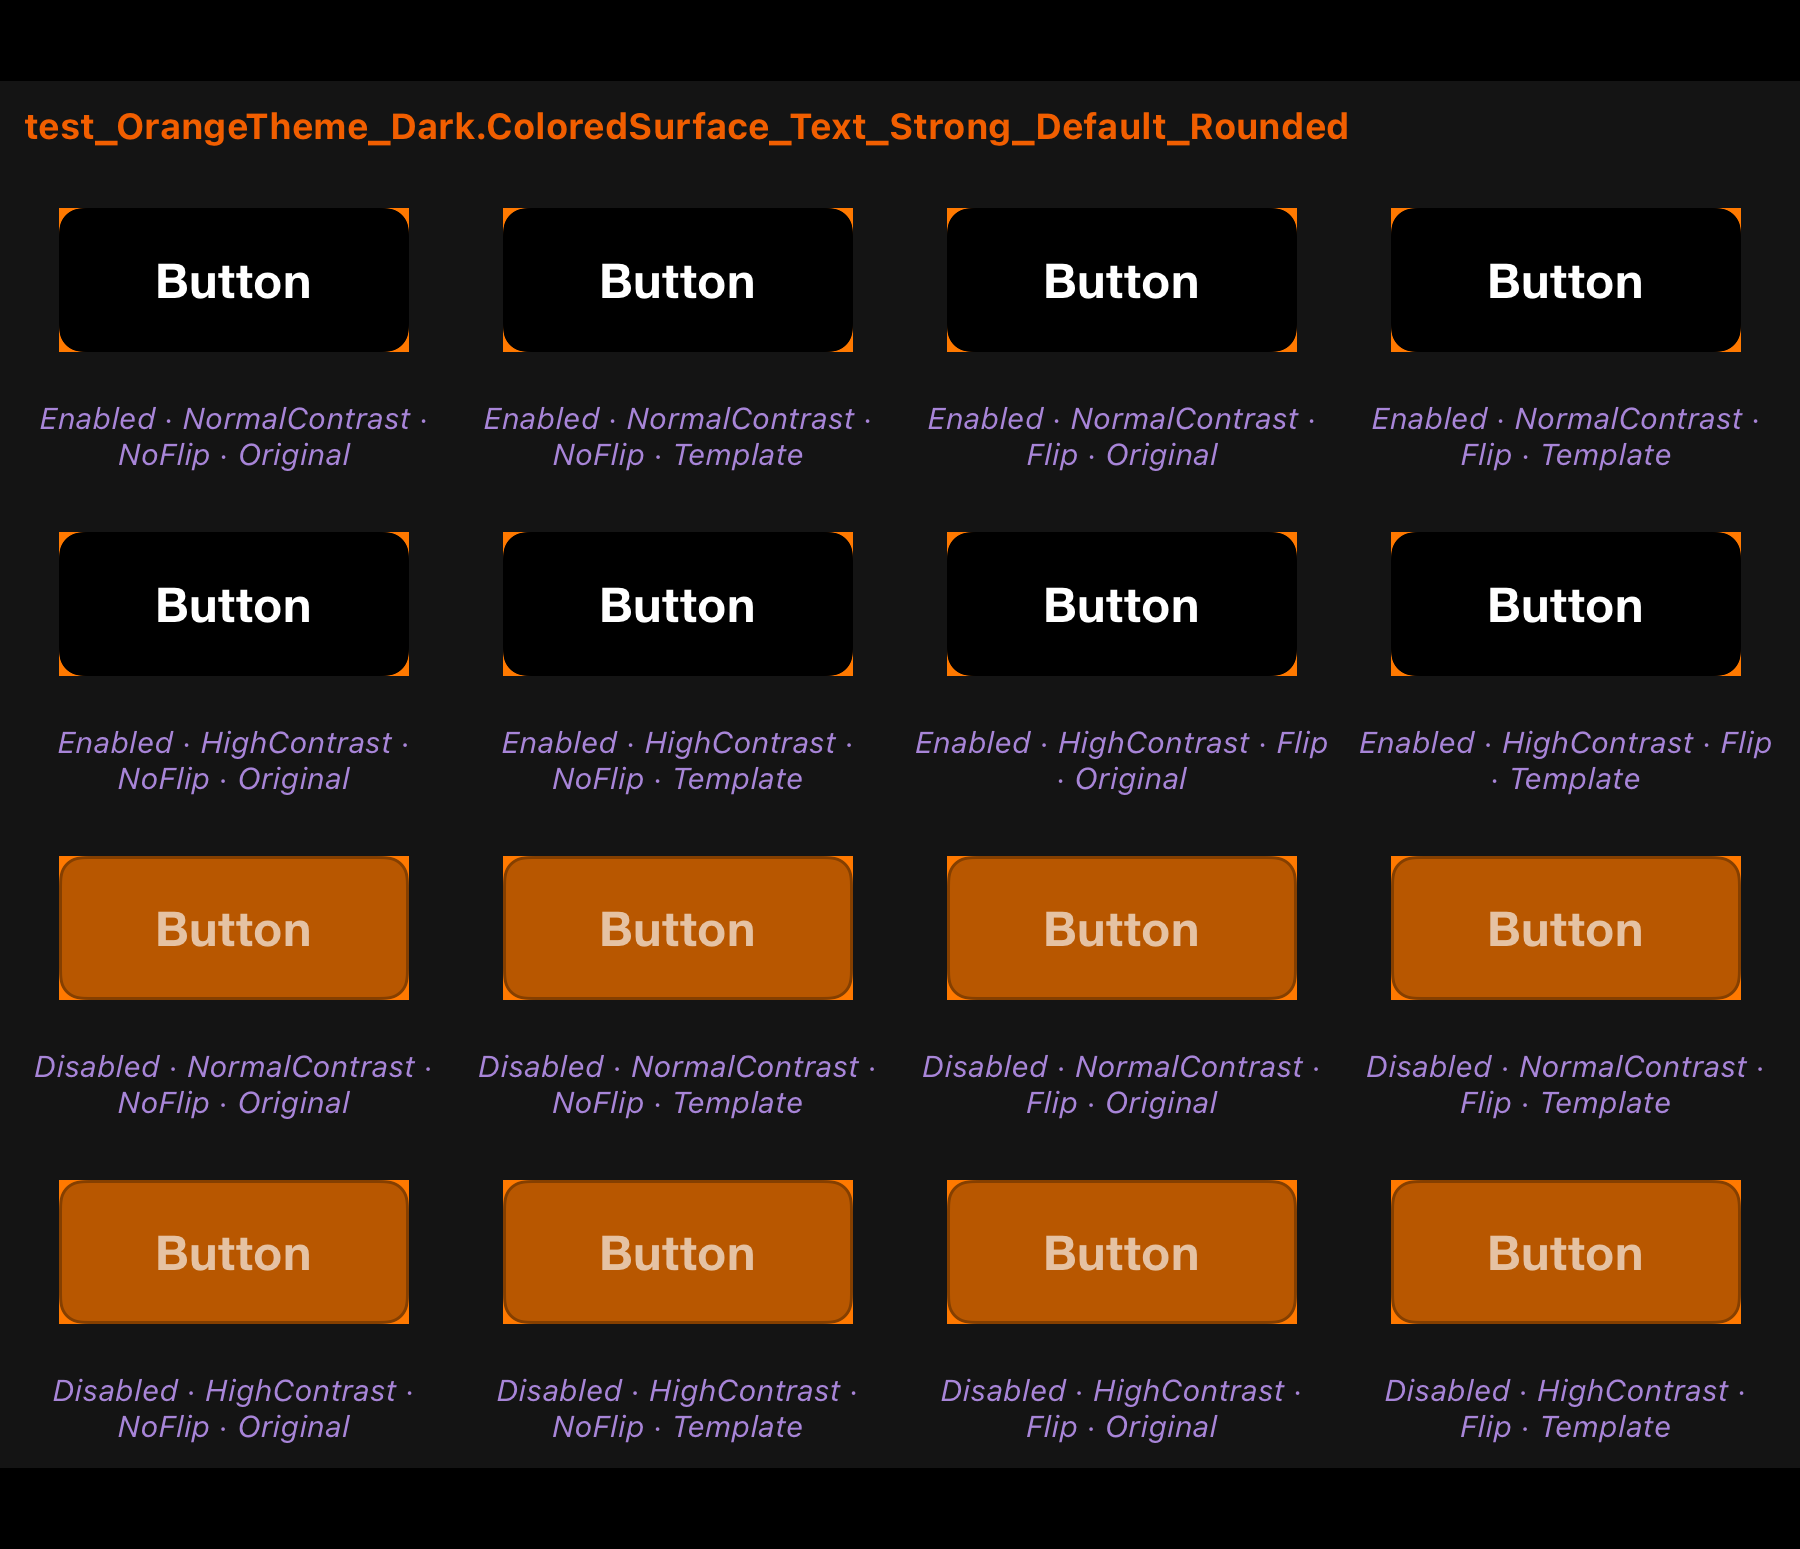 test_OrangeTheme_Dark.ColoredSurface_Text_Strong_Default_Rounded
Button
Button
Button
Button
Enabled · NormalContrast ·
NoFlip · Original
Enabled · NormalContrast ·
NoFlip · Template
Enabled · NormalContrast ·
Flip · Original
Enabled · NormalContrast ·
Flip · Template
Button
Button
Button
Button
Enabled · HighContrast ·
NoFlip · Original
Enabled · HighContrast ·
NoFlip · Template
Enabled · HighContrast · Flip
· Original
Enabled · HighContrast · Flip
· Template
Button
Button
Button
Button
Disabled · NormalContrast ·
NoFlip · Original
Disabled · NormalContrast ·
NoFlip · Template
Disabled · NormalContrast ·
Flip · Original
Disabled · NormalContrast ·
Flip · Template
Button
Button
Button
Button
Disabled · HighContrast ·
NoFlip · Original
Disabled · HighContrast ·
NoFlip · Template
Disabled · HighContrast ·
Flip · Original
Disabled · HighContrast ·
Flip · Template